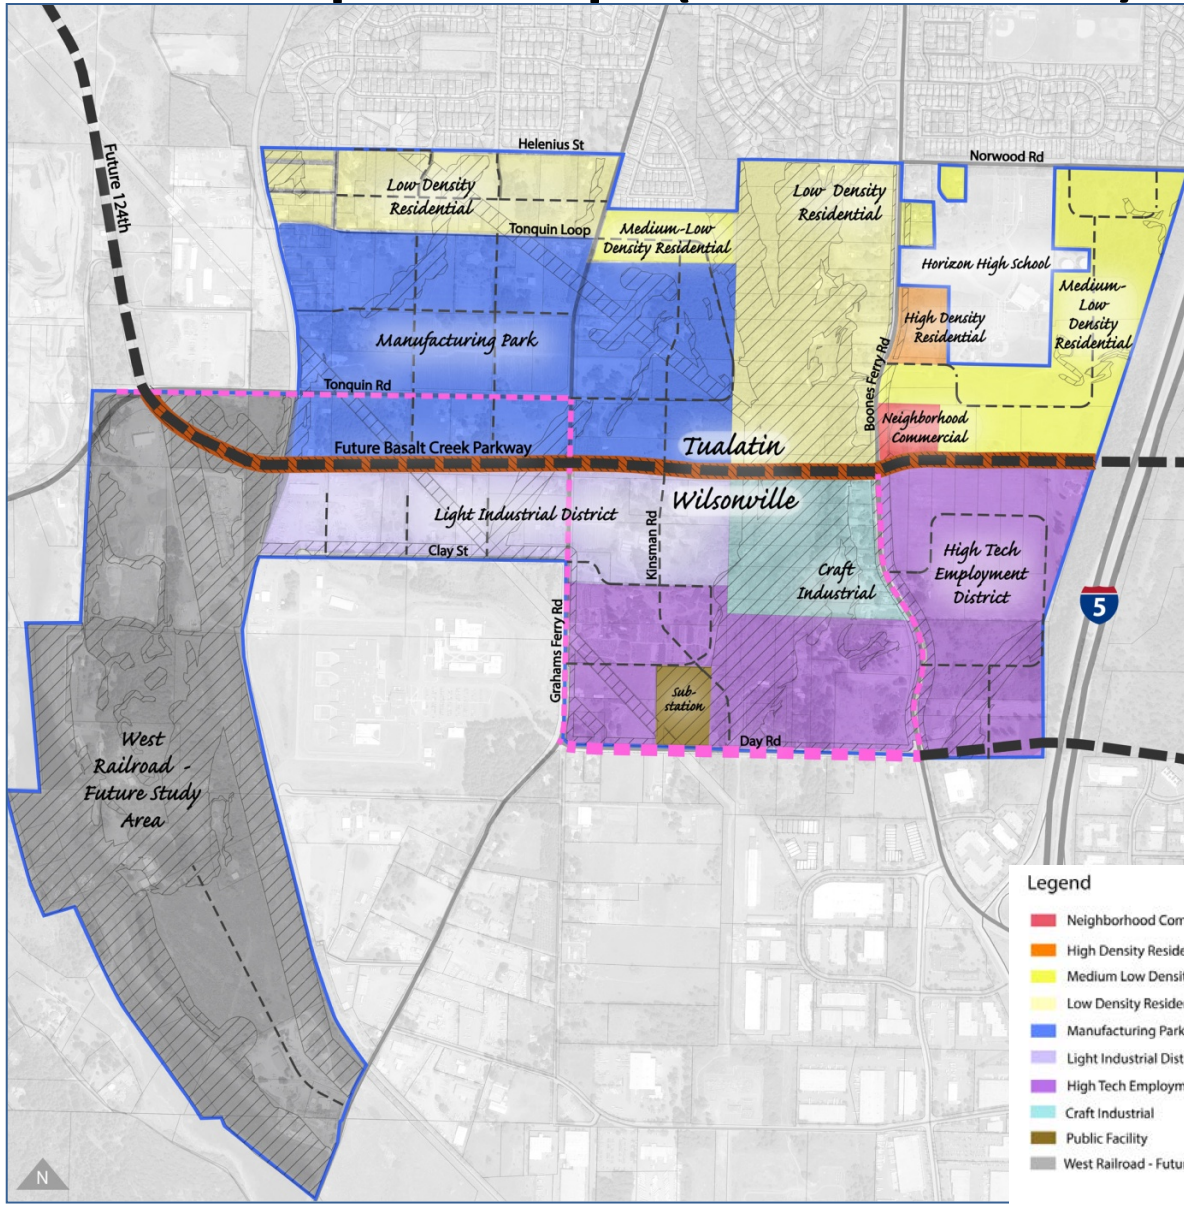 Helenius St
Norwood Rd
Future 124th
Low Density
Residential
Low Density
Residential
Tonquin Loop
Medium-Low
Density Residential
Horizon High School
Medium-
Low
Density
Residential
High Density
Residential
Manufacturing Park
Boones Ferry Rd
Tonquin Rd
Neighborhood
Commercial
Future Basalt Creek Parkway
Tualatin
Wilsonville
Light Industrial District
Kinsman Rd
Clay St
High Tech
Employment
District
Craft
Industrial
5
Grahams Ferry Rd
Sub-
station
Day Rd
West
Railroad -
Future Study
Area
Legend
Neighborhood Com
High Density Reside
Medium Low Densit
Low Density Reside
Manufacturing Park
Light Industrial Dist
High Tech Employm
Craft Industrial
Public Facility
West Railroad - Futur
N